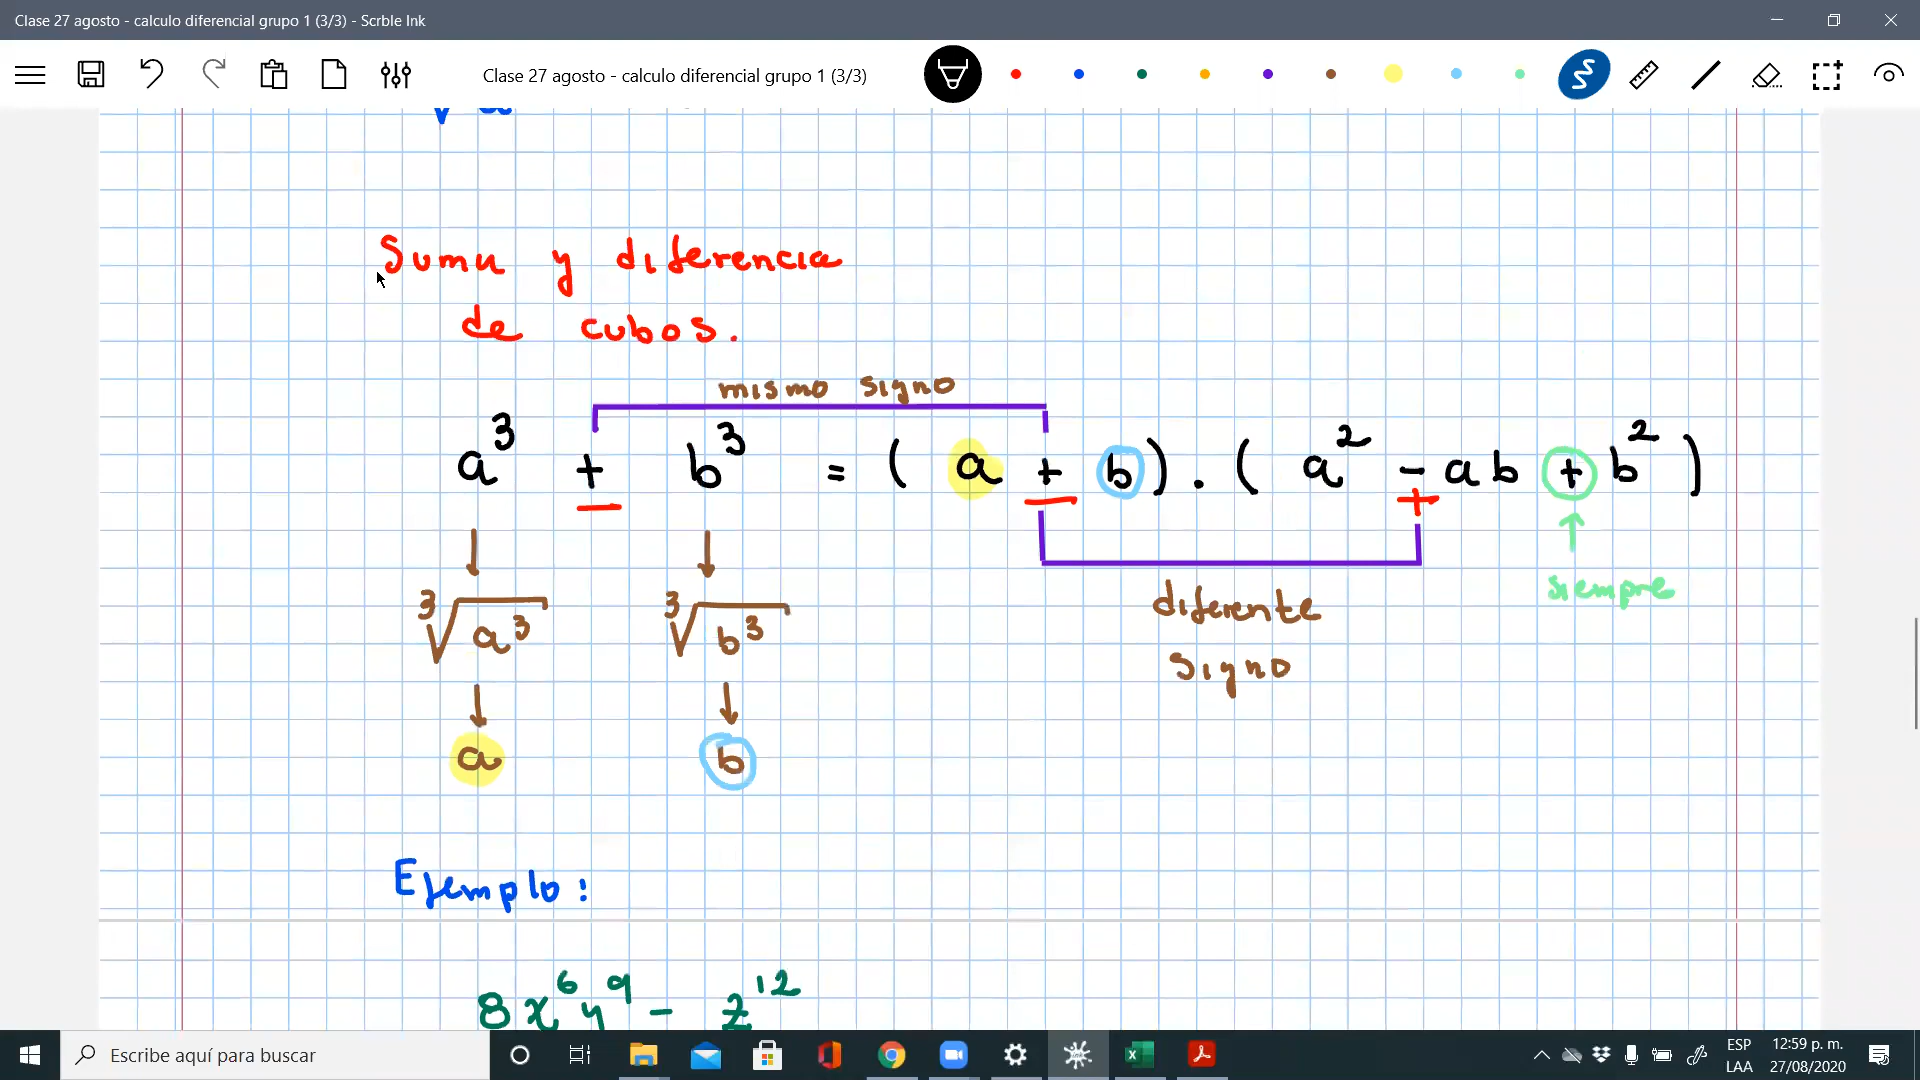 Clase 27 agosto - calculo diferencial grupo 1 (3/3) - Scrble Ink
Clase 27 agosto - calculo diferencial grupo 1 (3/3)
Suma y diferencia
de cubos.
mismo signo
a³ + b³ = ( a + b ) . ( a² - ab + b² )
— — +
∛a³ ∛b³
diferente
signo
siempre
a b
Ejemplo:
8x⁶y⁹ - z¹²
Escribe aquí para buscar
ESP
LAA
12:59 p. m.
27/08/2020